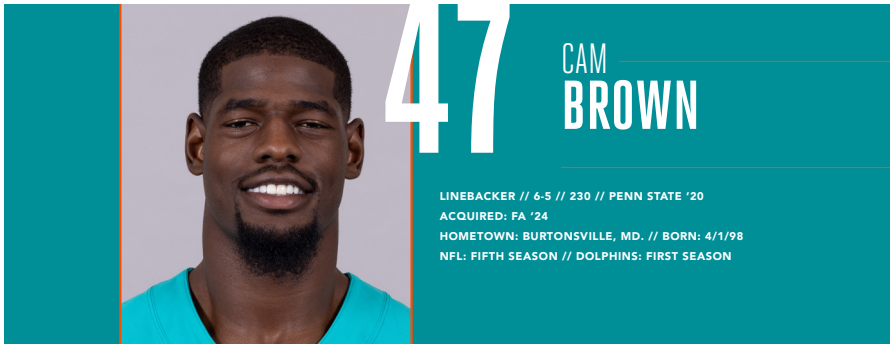 47
CAM
BROWN
LINEBACKER // 6-5 // 230 // PENN STATE ’20
ACQUIRED: FA ’24
HOMETOWN: BURTONSVILLE, MD. // BORN: 4/1/98
NFL: FIFTH SEASON // DOLPHINS: FIRST SEASON